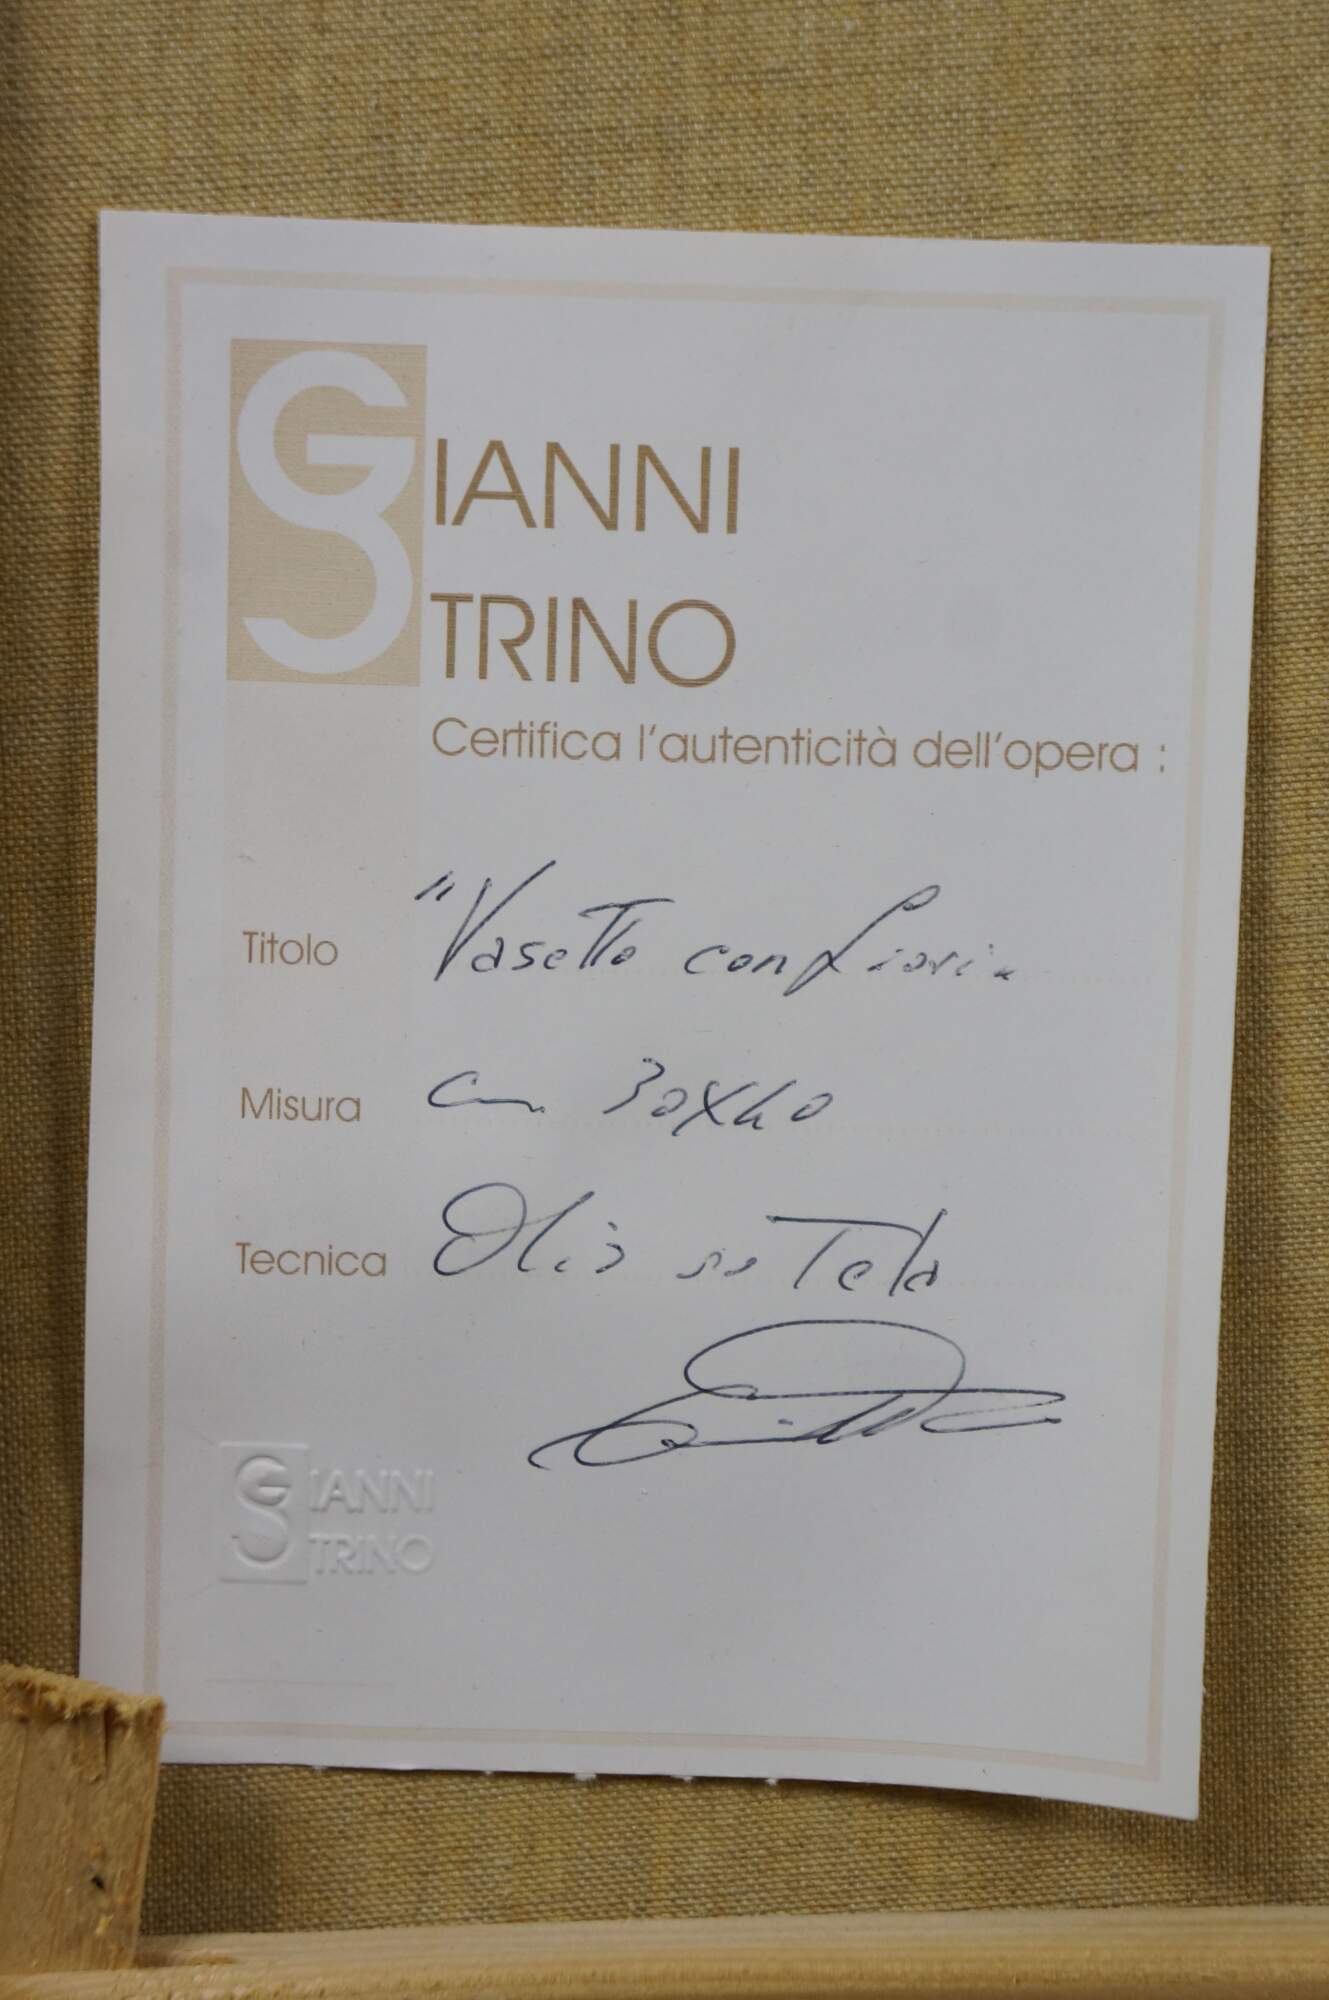 GIANNI
STRINO
Certifica l'autenticità dell'opera :
Titolo "Vasetto con fiori"
Misura cm. 30x40
Tecnica Olio su Tela
GIANNI
STRINO